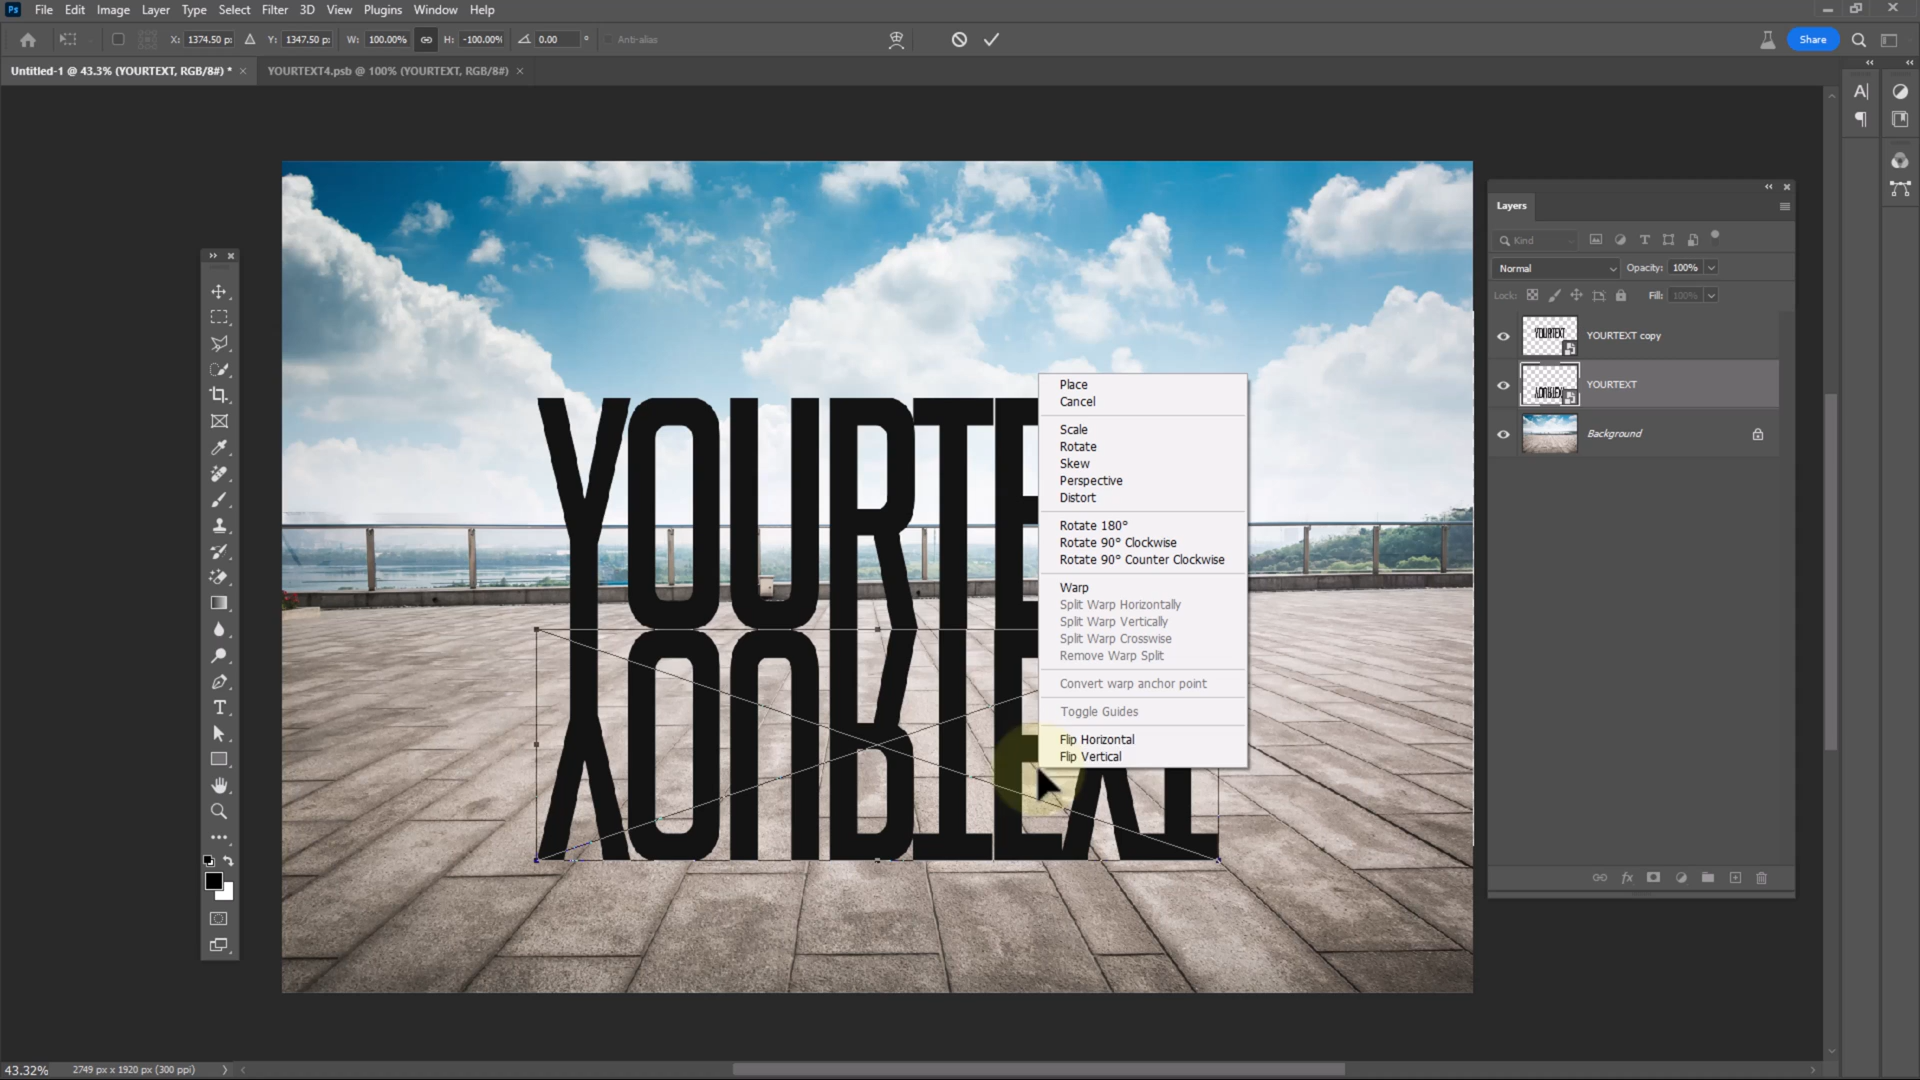 Ps File Edit Image Layer Type Select Filter 3D View Plugins Window Help
X: 1374.50 p: Y: 1347.50 p: W: 100.00% H: -100.00% 0.00 ° Anti-alias Share
Untitled-1 @ 43.3% (YOURTEXT, RGB/8#) * × YOURTEXT4.psb @ 100% (YOURTEXT, RGB/8#) ×
Layers
Kind
Normal Opacity: 100%
Lock: Fill: 100%
YOURTEXT copy
YOURTEXT
Background
YOURTE
YOURTEXT
Place
Cancel
Scale
Rotate
Skew
Perspective
Distort
Rotate 180°
Rotate 90° Clockwise
Rotate 90° Counter Clockwise
Warp
Split Warp Horizontally
Split Warp Vertically
Split Warp Crosswise
Remove Warp Split
Convert warp anchor point
Toggle Guides
Flip Horizontal
Flip Vertical
43.32% 2749 px x 1920 px (300 ppi)